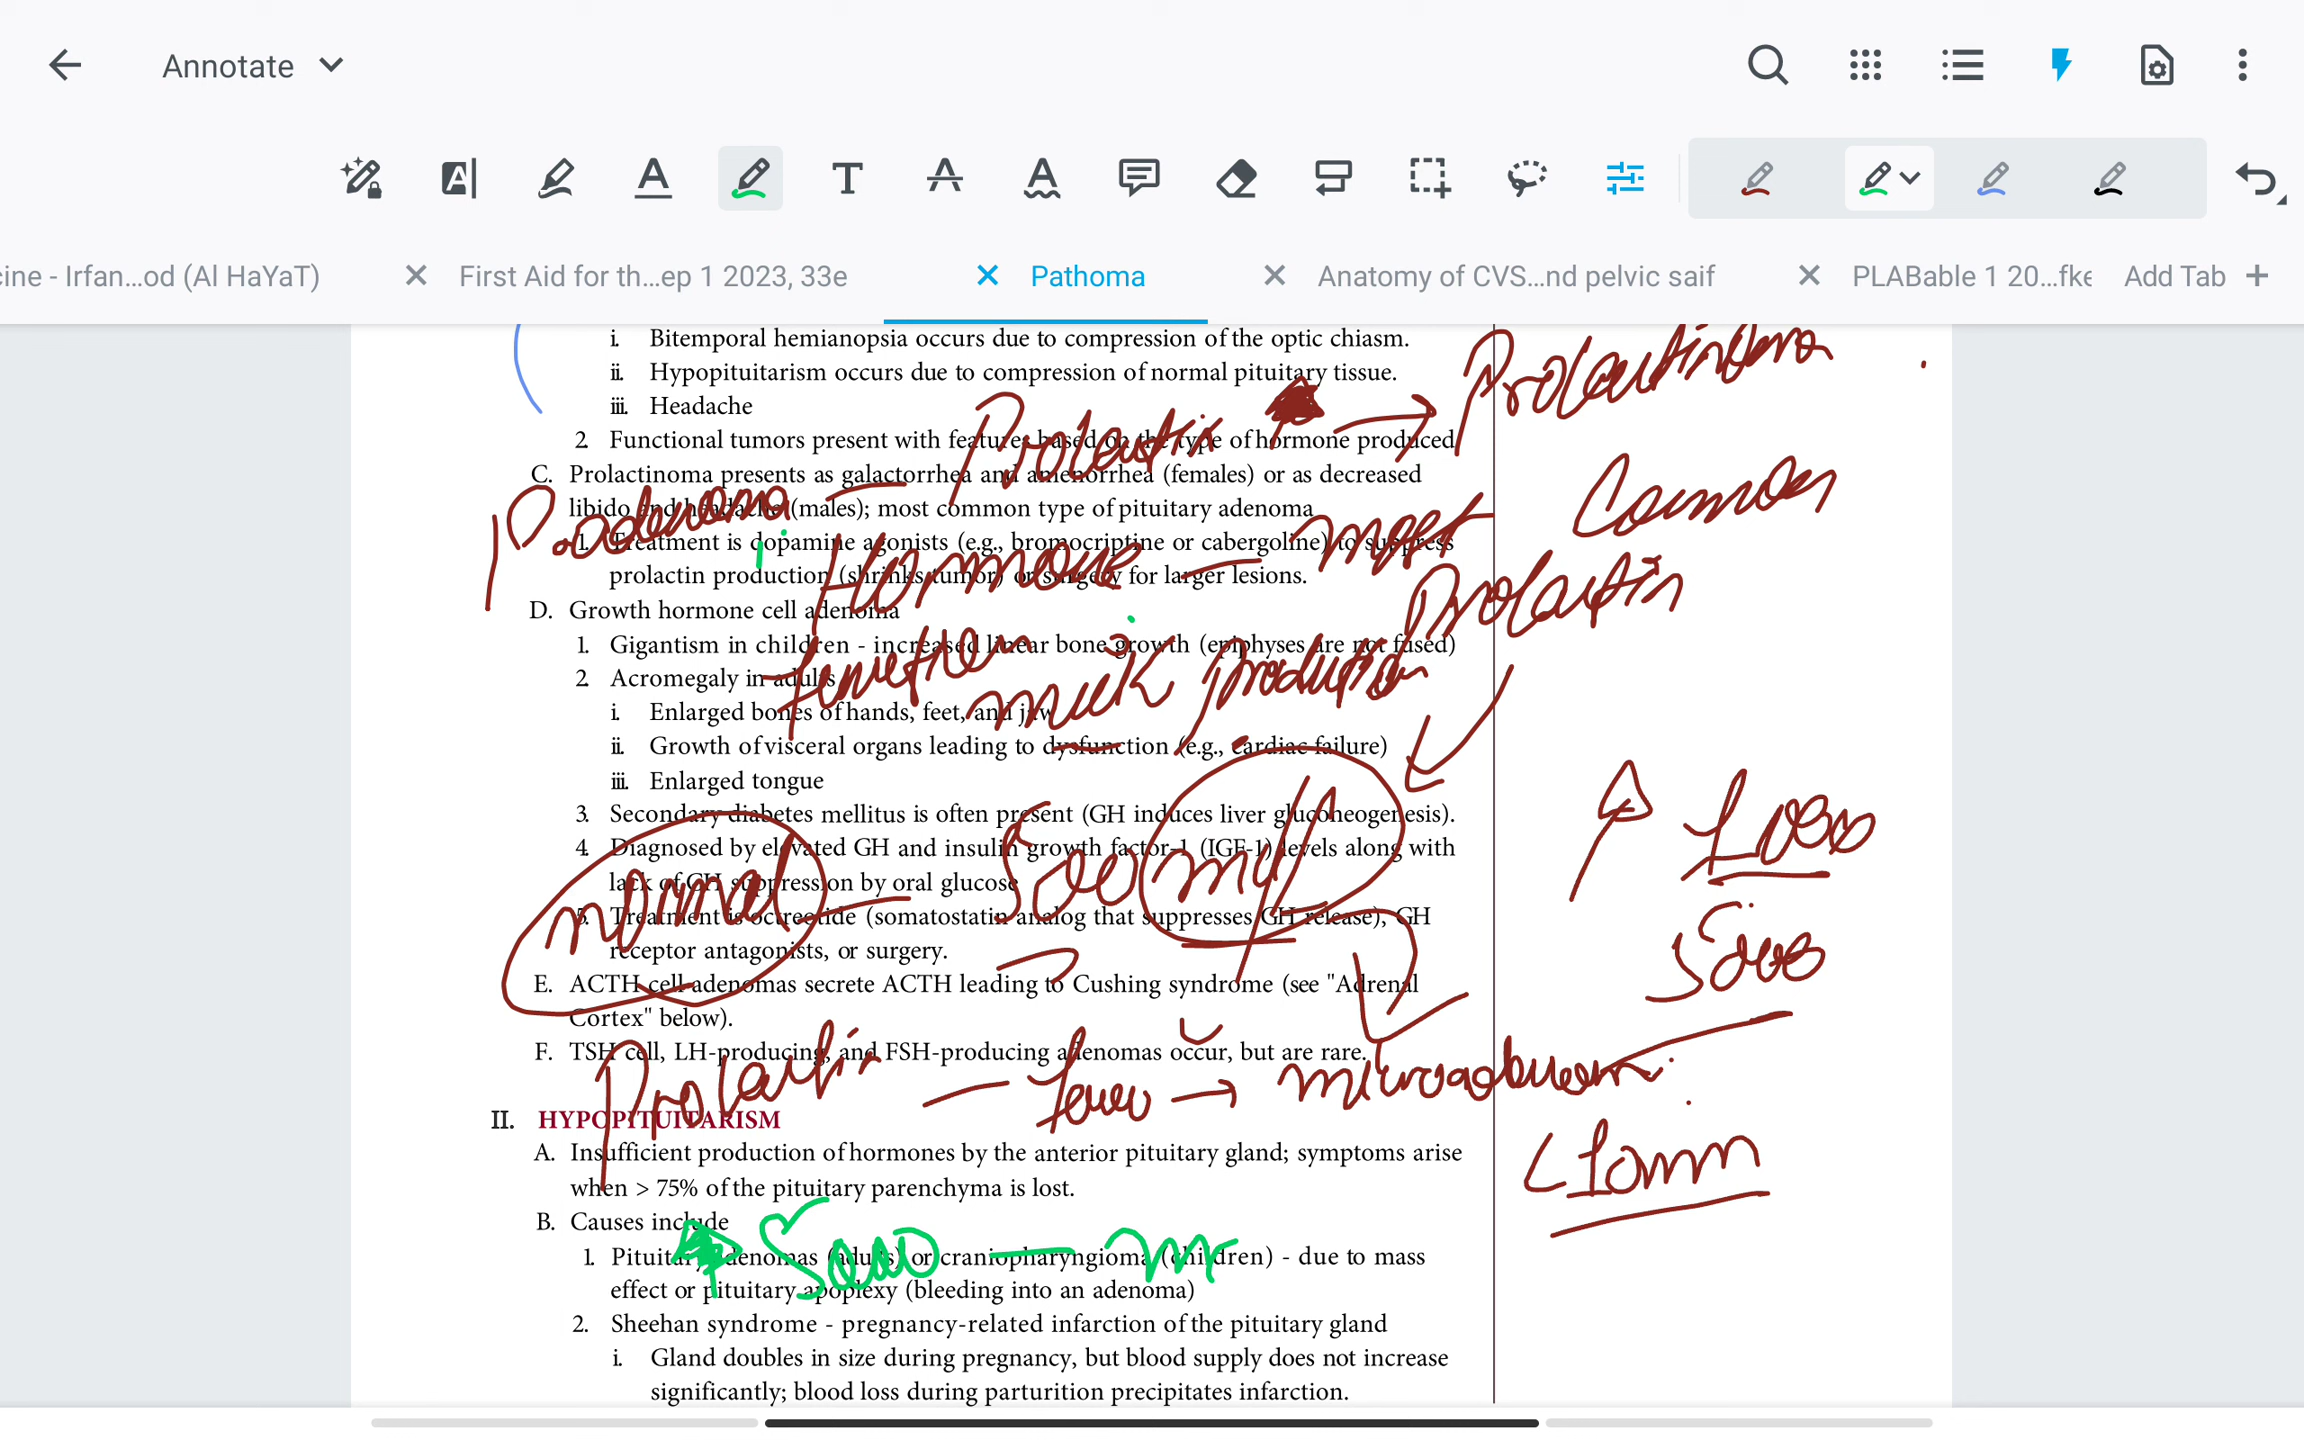 Annotate
cine - Irfan...od (Al HaYaT)
First Aid for th...ep 1 2023, 33e
Pathoma
Anatomy of CVS...nd pelvic saif
PLABable 1 20...fke
Add Tab +
i. Bitemporal hemianopsia occurs due to compression of the optic chiasm.
ii. Hypopituitarism occurs due to compression of normal pituitary tissue.
iii. Headache
2. Functional tumors present with features based on the type of hormone produced
C. Prolactinoma presents as galactorrhea and amenorrhea (females) or as decreased
libido and headache (males); most common type of pituitary adenoma
1. Treatment is dopamine agonists (e.g., bromocriptine or cabergoline) to suppress
prolactin production (shrinks tumor) or surgery for larger lesions.
D. Growth hormone cell adenoma
1. Gigantism in children - increased linear bone growth (epiphyses are not fused)
2. Acromegaly in adults
i. Enlarged bones of hands, feet, and jaw
ii. Growth of visceral organs leading to dysfunction (e.g., cardiac failure)
iii. Enlarged tongue
3. Secondary diabetes mellitus is often present (GH induces liver gluconeogenesis).
4. Diagnosed by elevated GH and insulin growth factor-1 (IGF-1) levels along with
lack of GH suppression by oral glucose
5. Treatment is octreotide (somatostatin analog that suppresses GH release), GH
receptor antagonists, or surgery.
E. ACTH cell adenomas secrete ACTH leading to Cushing syndrome (see "Adrenal
Cortex" below).
F. TSH cell, LH-producing, and FSH-producing adenomas occur, but are rare.
II. HYPOPITUITARISM
A. Insufficient production of hormones by the anterior pituitary gland; symptoms arise
when > 75% of the pituitary parenchyma is lost.
B. Causes include
1. Pituitary adenomas (adults) or craniopharyngioma (children) - due to mass
effect or pituitary apoplexy (bleeding into an adenoma)
2. Sheehan syndrome - pregnancy-related infarction of the pituitary gland
i. Gland doubles in size during pregnancy, but blood supply does not increase
significantly; blood loss during parturition precipitates infarction.
Prolactin → Prolactinoma
P. adenoma
Hormone — most Common
Prolactin
milk production
normal
Prolactin
< 10mm